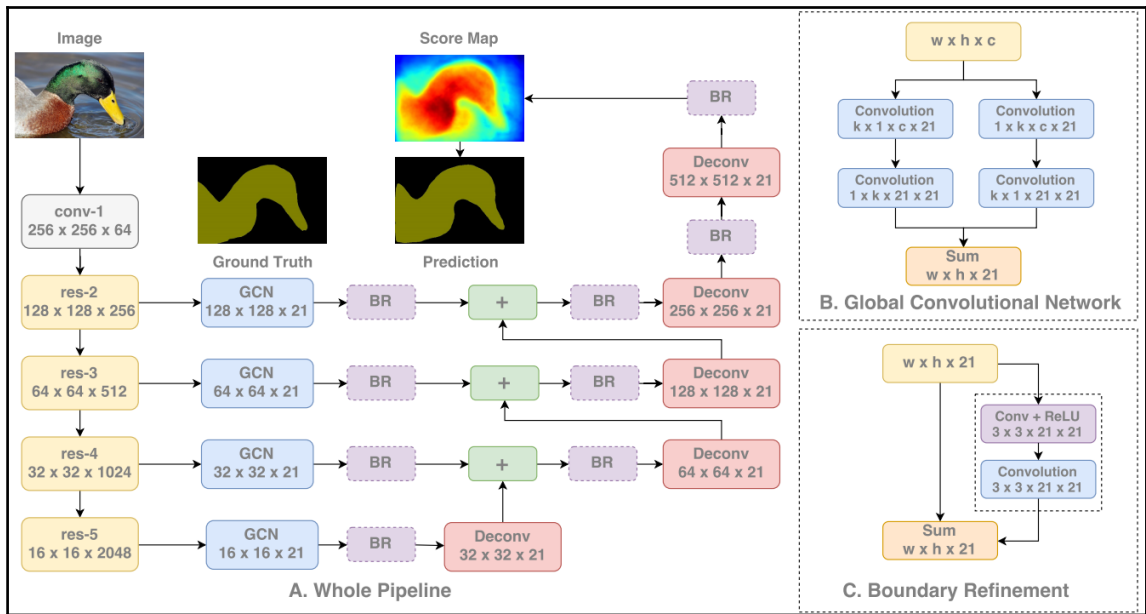 Image
Score Map
BR
conv-1
256 x 256 x 64
Ground Truth
Prediction
Deconv
512 x 512 x 21
BR
res-2
128 x 128 x 256
GCN
128 x 128 x 21
BR
+
BR
Deconv
256 x 256 x 21
res-3
64 x 64 x 512
GCN
64 x 64 x 21
BR
+
BR
Deconv
128 x 128 x 21
res-4
32 x 32 x 1024
GCN
32 x 32 x 21
BR
+
BR
Deconv
64 x 64 x 21
res-5
16 x 16 x 2048
GCN
16 x 16 x 21
BR
Deconv
32 x 32 x 21
A. Whole Pipeline
w x h x c
Convolution
k x 1 x c x 21
Convolution
1 x k x c x 21
Convolution
1 x k x 21 x 21
Convolution
k x 1 x 21 x 21
Sum
w x h x 21
B. Global Convolutional Network
w x h x 21
Conv + ReLU
3 x 3 x 21 x 21
Convolution
3 x 3 x 21 x 21
Sum
w x h x 21
C. Boundary Refinement